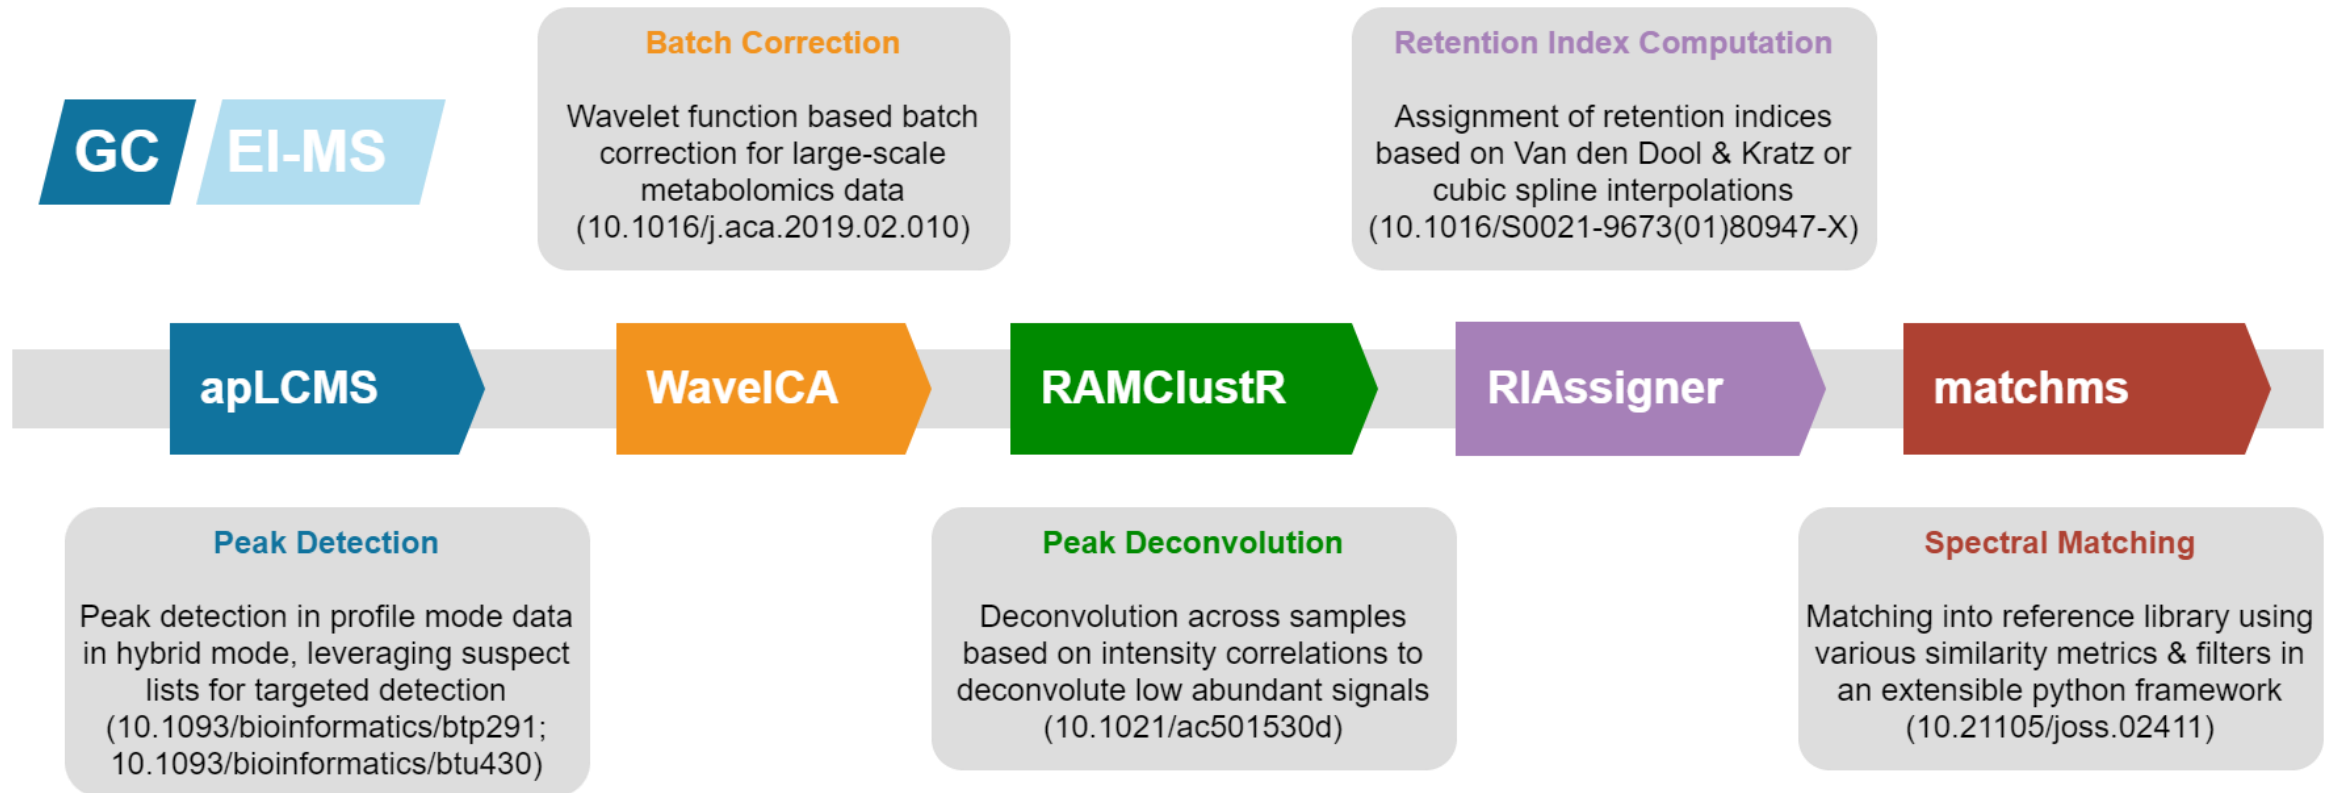 GC EI-MS
Batch Correction
Wavelet function based batch
correction for large-scale
metabolomics data
(10.1016/j.aca.2019.02.010)
Retention Index Computation
Assignment of retention indices
based on Van den Dool & Kratz or
cubic spline interpolations
(10.1016/S0021-9673(01)80947-X)
apLCMS
WaveICA
RAMClustR
RIAssigner
matchms
Peak Detection
Peak detection in profile mode data
in hybrid mode, leveraging suspect
lists for targeted detection
(10.1093/bioinformatics/btp291;
10.1093/bioinformatics/btu430)
Peak Deconvolution
Deconvolution across samples
based on intensity correlations to
deconvolute low abundant signals
(10.1021/ac501530d)
Spectral Matching
Matching into reference library using
various similarity metrics & filters in
an extensible python framework
(10.21105/joss.02411)